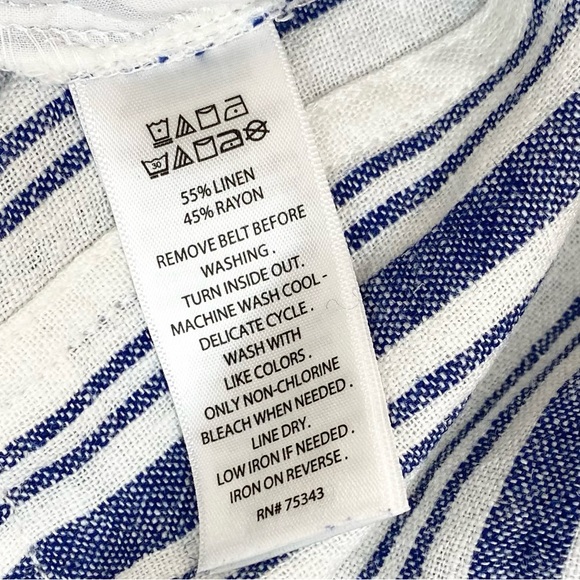 30
55% LINEN
45% RAYON
REMOVE BELT BEFORE
WASHING .
TURN INSIDE OUT.
MACHINE WASH COOL -
DELICATE CYCLE .
WASH WITH
LIKE COLORS .
ONLY NON-CHLORINE
BLEACH WHEN NEEDED .
LINE DRY.
LOW IRON IF NEEDED .
IRON ON REVERSE .
RN# 75343